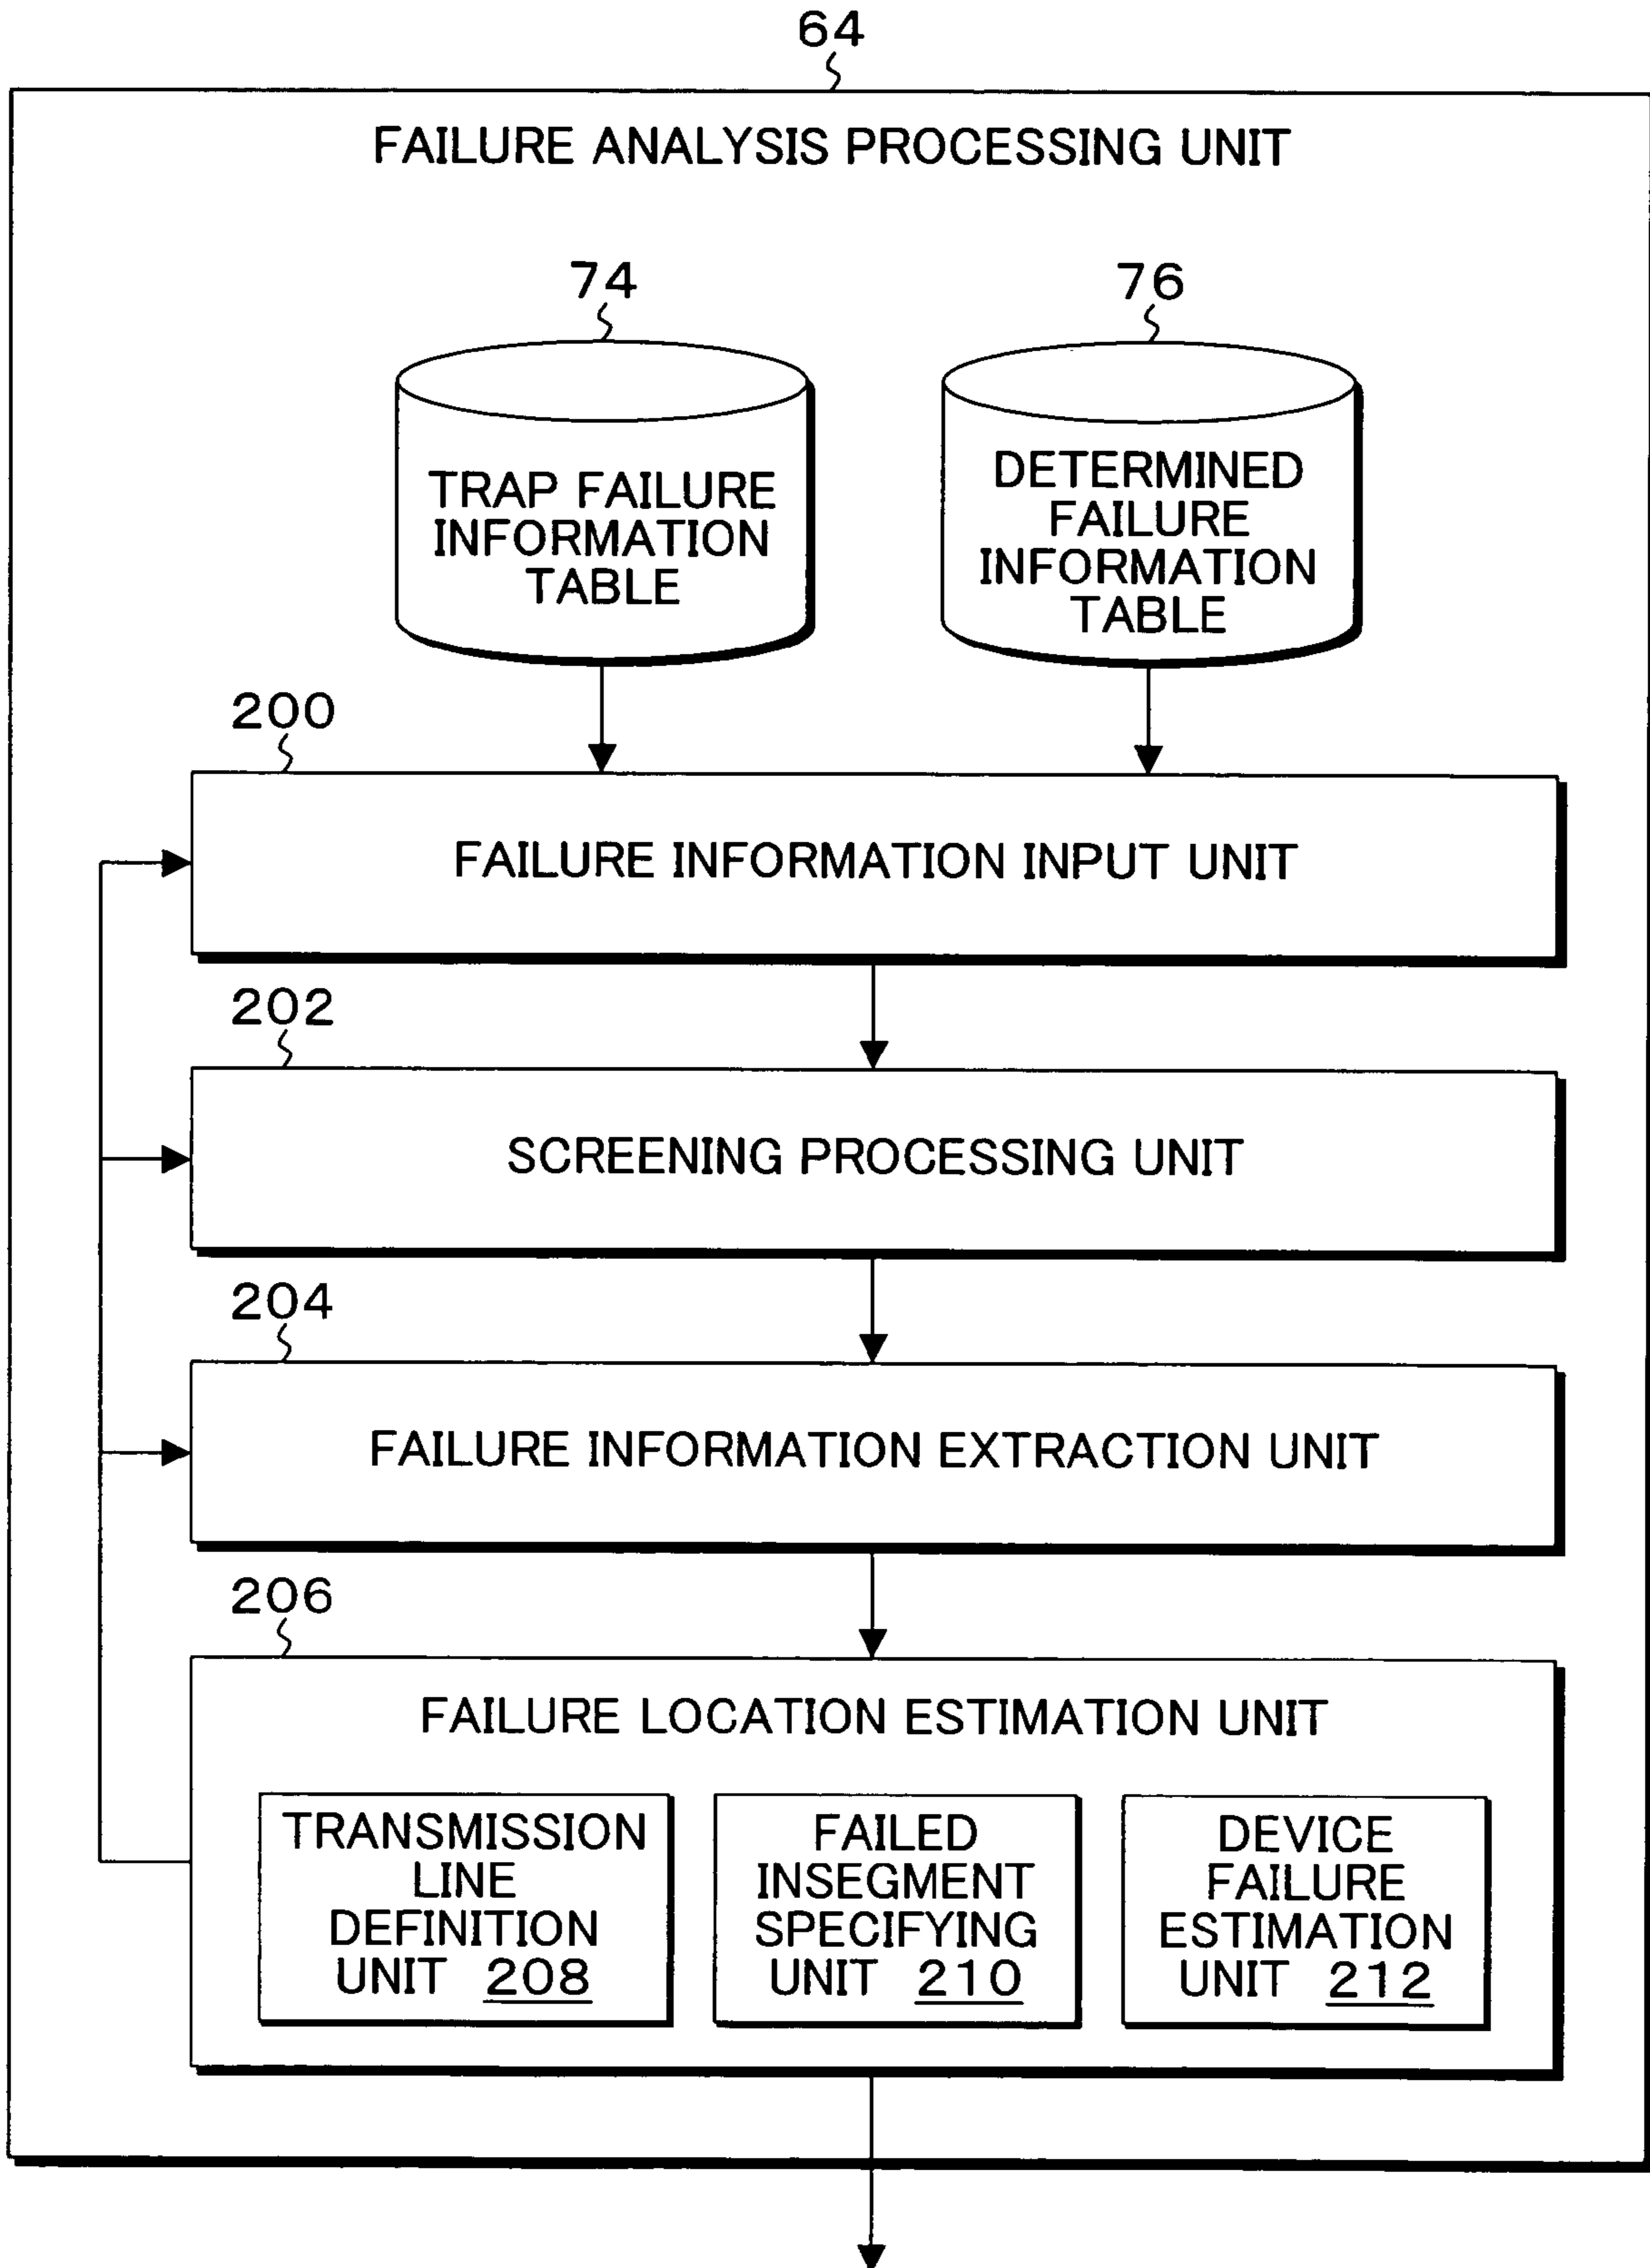 64
FAILURE ANALYSIS PROCESSING UNIT
74
76
TRAP FAILURE
INFORMATION
TABLE
DETERMINED
FAILURE
INFORMATION
TABLE
200
FAILURE INFORMATION INPUT UNIT
202
SCREENING PROCESSING UNIT
204
FAILURE INFORMATION EXTRACTION UNIT
206
FAILURE LOCATION ESTIMATION UNIT
TRANSMISSION
LINE
DEFINITION
UNIT 208
FAILED
INSEGMENT
SPECIFYING
UNIT 210
DEVICE
FAILURE
ESTIMATION
UNIT 212